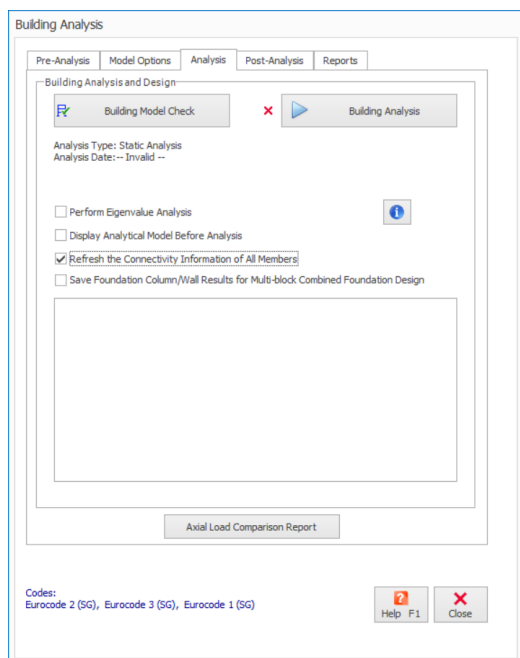 Building Analysis
Pre-Analysis Model Options Analysis Post-Analysis Reports
Building Analysis and Design
Building Model Check Building Analysis
Analysis Type: Static Analysis
Analysis Date:-- Invalid --
Perform Eigenvalue Analysis
Display Analytical Model Before Analysis
Refresh the Connectivity Information of All Members
Save Foundation Column/Wall Results for Multi-block Combined Foundation Design
Axial Load Comparison Report
Codes:
Eurocode 2 (SG), Eurocode 3 (SG), Eurocode 1 (SG)
Help F1 Close